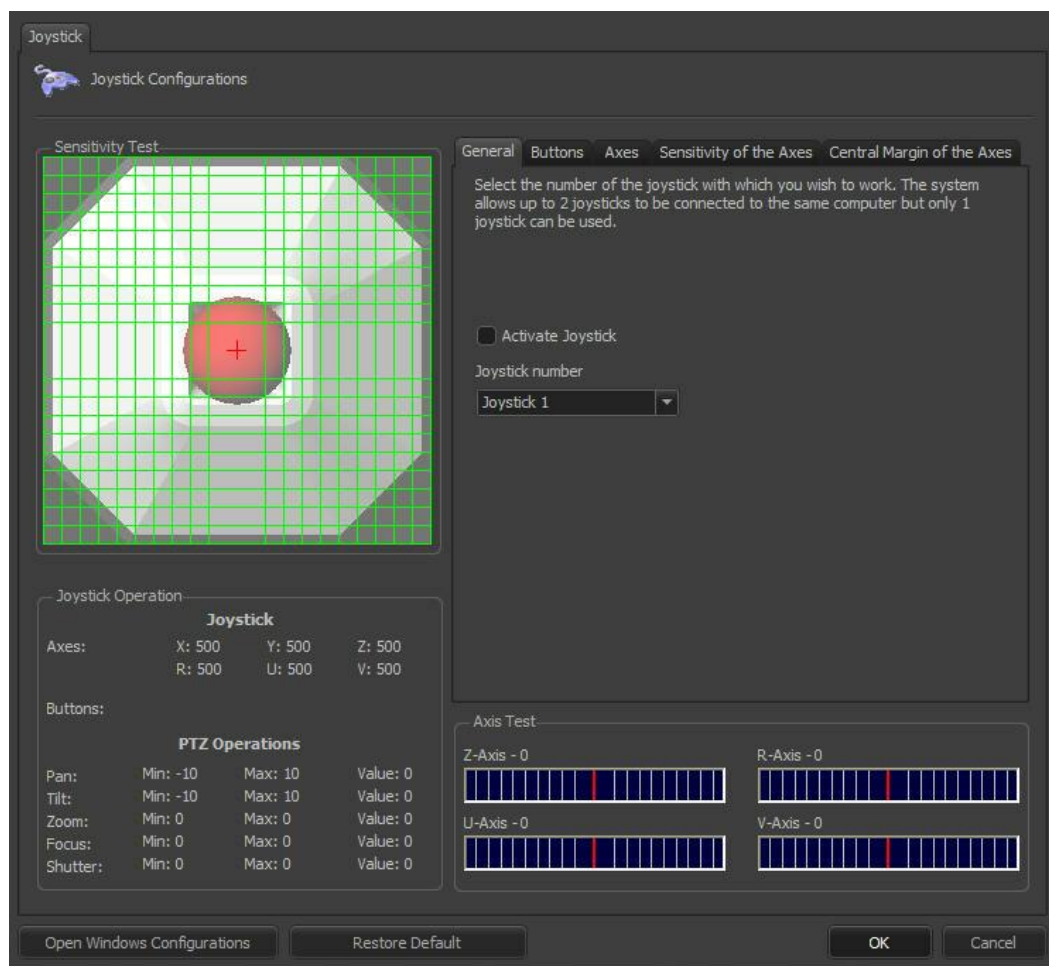 Joystick
Joystick Configurations
Sensitivity Test
General Buttons Axes Sensitivity of the Axes Central Margin of the Axes
Select the number of the joystick with which you wish to work. The system
allows up to 2 joysticks to be connected to the same computer but only 1
joystick can be used.
Activate Joystick
Joystick number
Joystick 1
Joystick Operation
Joystick
Axes: X: 500 Y: 500 Z: 500
R: 500 U: 500 V: 500
Buttons:
PTZ Operations
Pan: Min: -10 Max: 10 Value: 0
Tilt: Min: -10 Max: 10 Value: 0
Zoom: Min: 0 Max: 0 Value: 0
Focus: Min: 0 Max: 0 Value: 0
Shutter: Min: 0 Max: 0 Value: 0
Axis Test
Z-Axis - 0 R-Axis - 0
U-Axis - 0 V-Axis - 0
Open Windows Configurations Restore Default OK Cancel